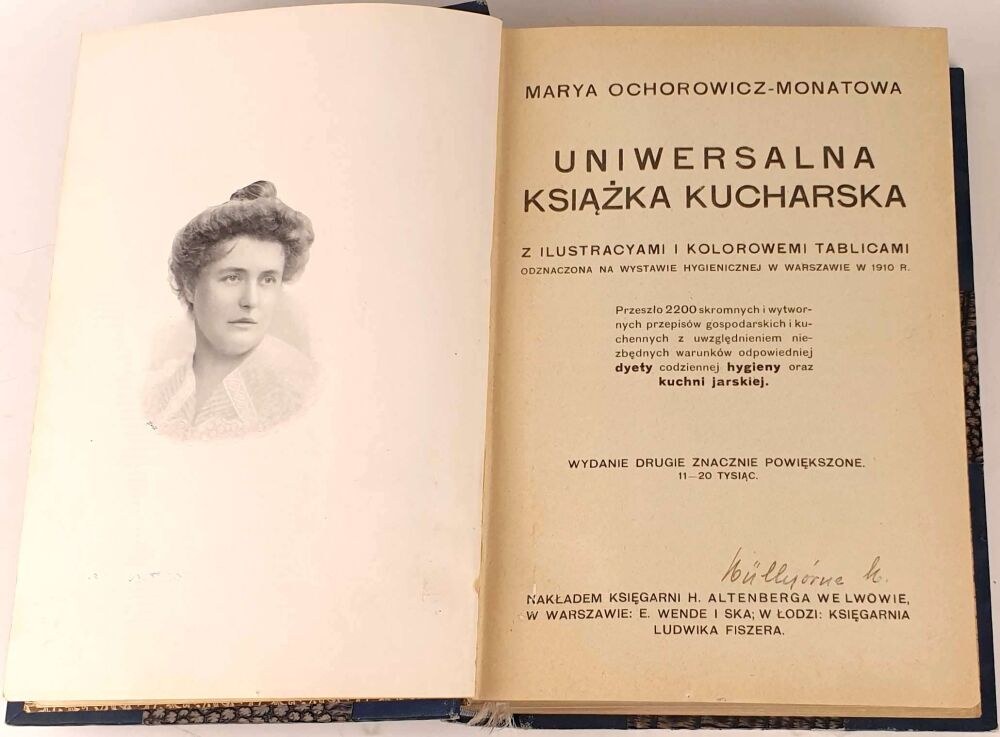 MARYA OCHOROWICZ-MONATOWA
UNIWERSALNA
KSIĄŻKA KUCHARSKA
Z ILUSTRACYAMI I KOLOROWEMI TABLICAMI
ODZNACZONA NA WYSTAWIE HYGIENICZNEJ W WARSZAWIE W 1910 R.
Przeszło 2200 skromnych i wytwor-
nych przepisów gospodarskich i ku-
chennych z uwzględnieniem nie-
zbędnych warunków odpowiedniej
dyety codziennej hygieny oraz
kuchni jarskiej.
WYDANIE DRUGIE ZNACZNIE POWIĘKSZONE.
11—20 TYSIĄC.
NAKŁADEM KSIĘGARNI H. ALTENBERGA WE LWOWIE,
W WARSZAWIE: E. WENDE I SKA; W ŁODZI: KSIĘGARNIA
LUDWIKA FISZERA.